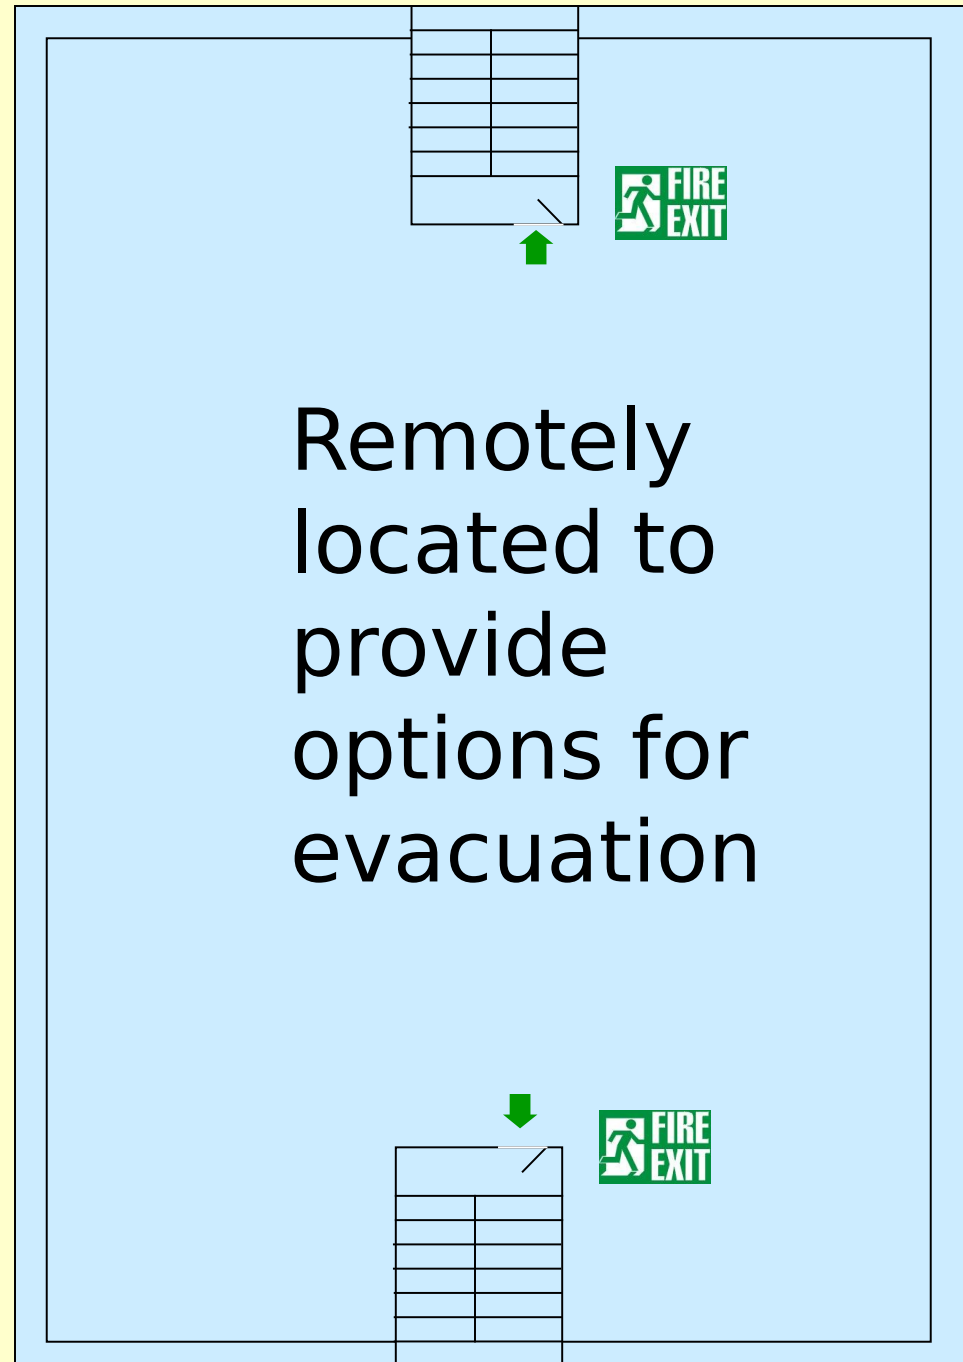 FIRE
EXIT
Remotely
located to
provide
options for
evacuation
FIRE
EXIT